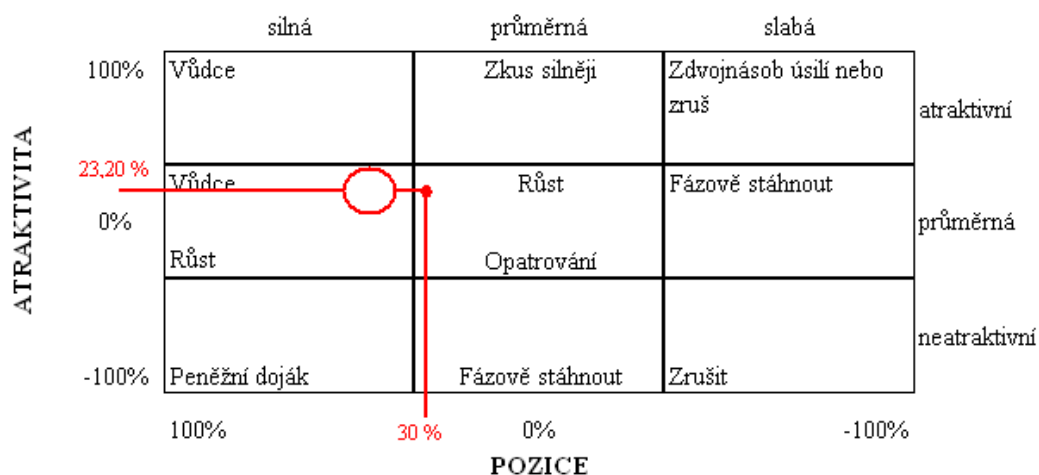 silná průměrná slabá
100% Vůdce Zkus silněji Zdvojnásob úsilí nebo
zruš
atraktivní
ATRAKTIVITA
23,20 % Vůdce Růst Fázově stáhnout
0% průměrná
Růst Opatrování
neatraktivní
-100% Peněžní doják Fázově stáhnout Zrušit
100% 30 % 0% -100%
POZICE